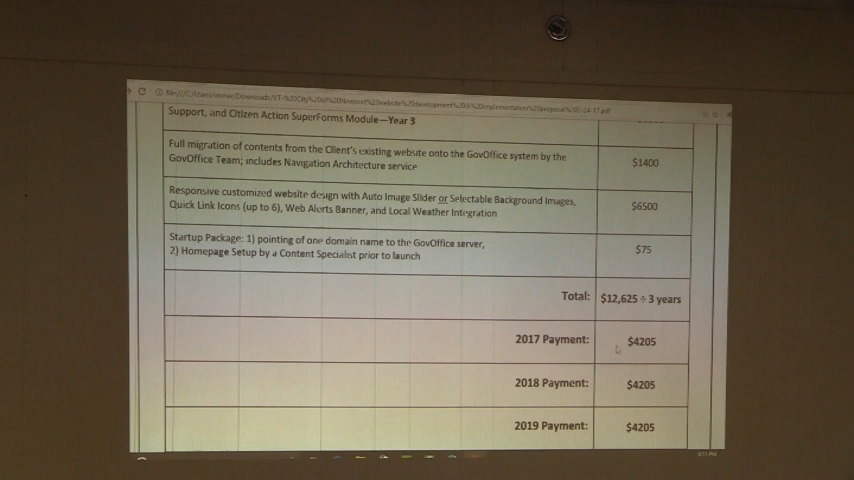 Support, and Citizen Action SuperForms Module—Year 3
Full migration of contents from the Client's existing website onto the GovOffice system by the
GovOffice Team; includes Navigation Architecture service
$1400
Responsive customized website design with Auto Image Slider or Selectable Background Images,
Quick Link Icons (up to 6), Web Alerts Banner, and Local Weather Integration
$6500
Startup Package: 1) pointing of one domain name to the GovOffice server,
2) Homepage Setup by a Content Specialist prior to launch
$75
Total: $12,625 ÷ 3 years
2017 Payment: $4205
2018 Payment: $4205
2019 Payment: $4205